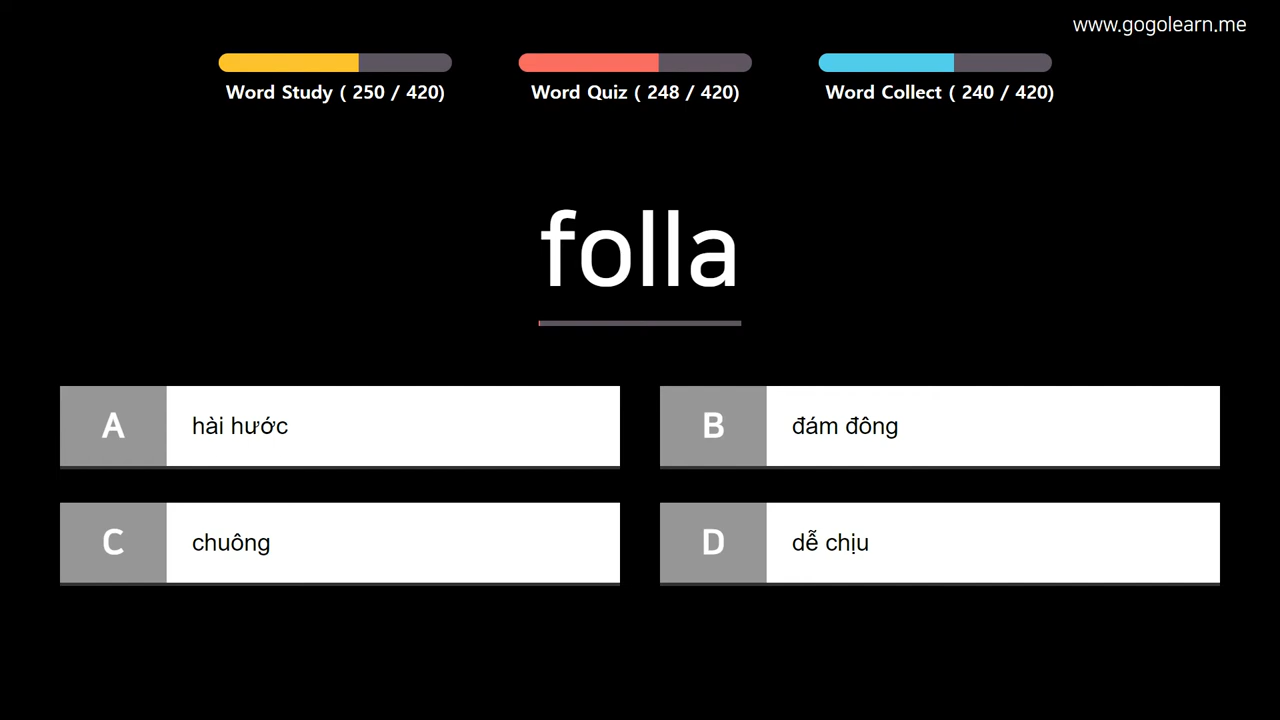 www.gogolearn.me
Word Study ( 250 / 420)
Word Quiz ( 248 / 420)
Word Collect ( 240 / 420)
folla
A hài hước
B đám đông
C chuông
D dễ chịu